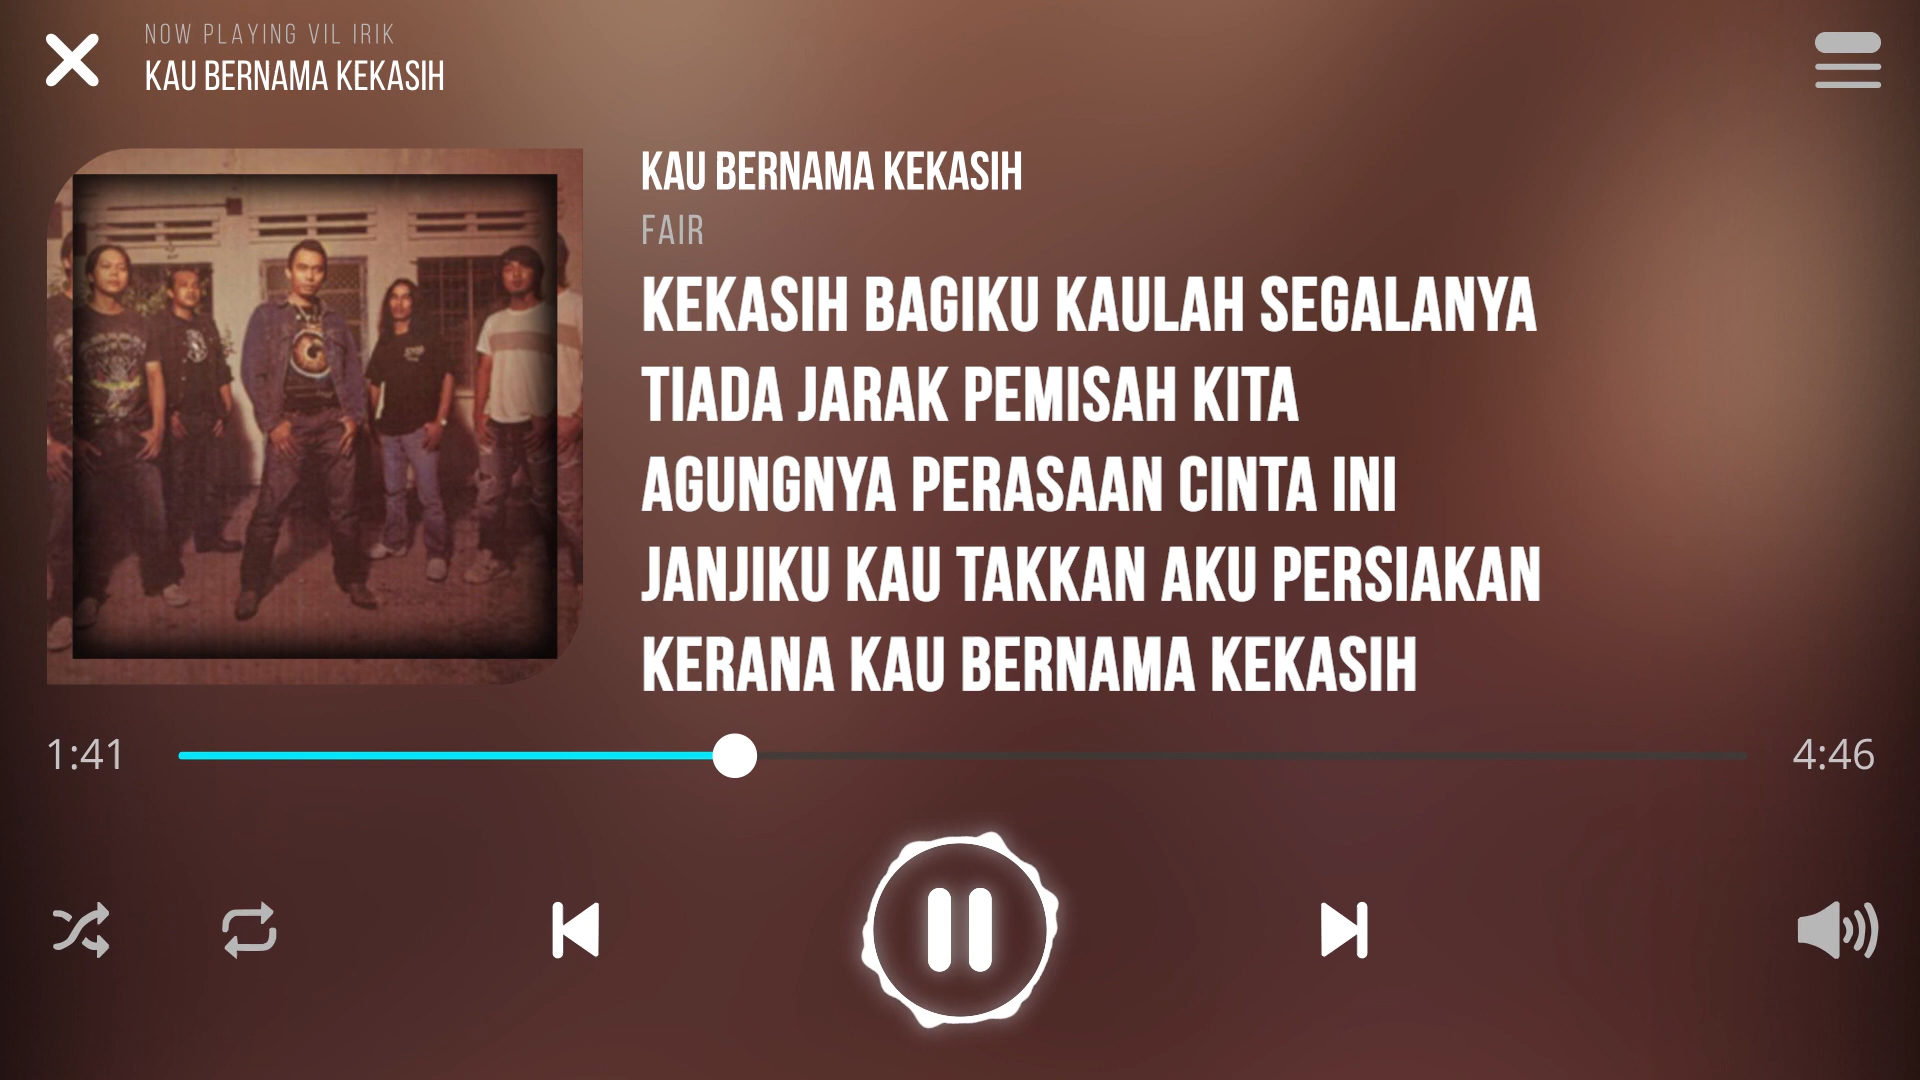 NOW PLAYING VIL IRIK
KAU BERNAMA KEKASIH
KAU BERNAMA KEKASIH
FAIR
KEKASIH BAGIKU KAULAH SEGALANYA
TIADA JARAK PEMISAH KITA
AGUNGNYA PERASAAN CINTA INI
JANJIKU KAU TAKKAN AKU PERSIAKAN
KERANA KAU BERNAMA KEKASIH
1:41
4:46